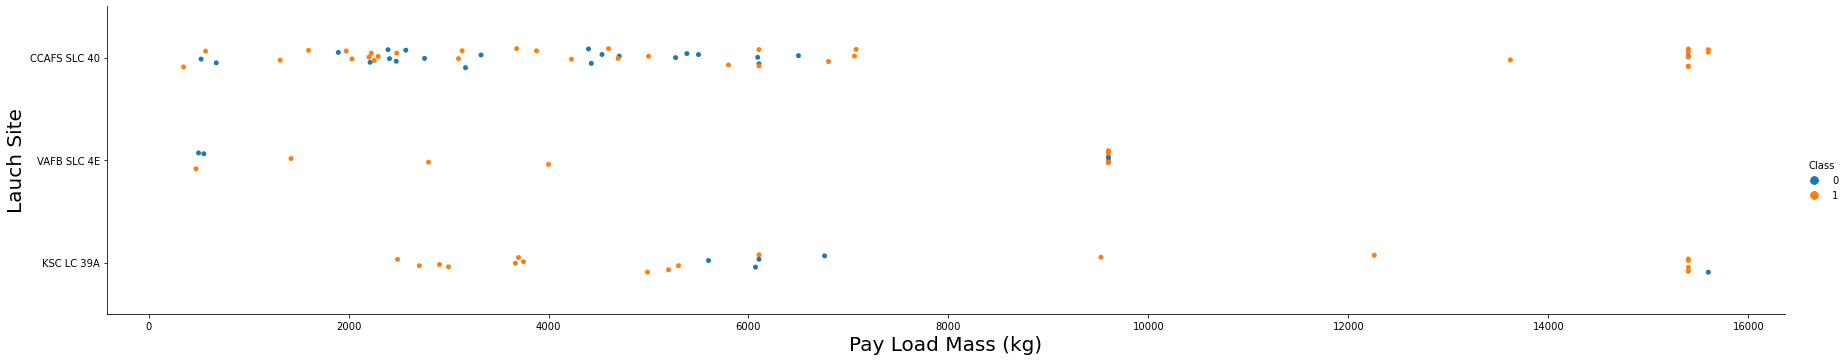 Lauch Site
CCAFS SLC 40
VAFB SLC 4E
KSC LC 39A
0
2000
4000
6000
8000
10000
12000
14000
16000
Pay Load Mass (kg)
Class
0
1